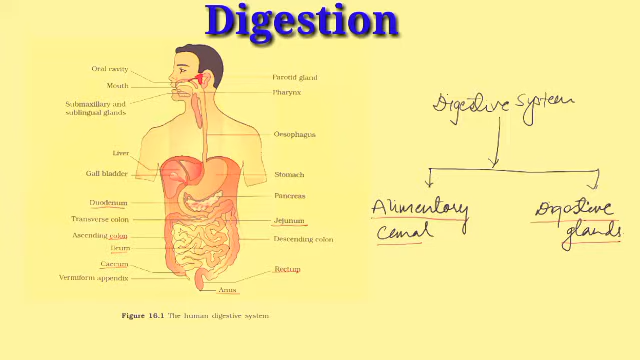 Digestion
Oral cavity
Mouth
Submaxillary and
sublingual glands
Parotid gland
Pharynx
Oesophagus
Liver
Gall bladder
Stomach
Duodenum
Pancreas
Transverse colon
Jejunum
Ascending colon
Descending colon
Ileum
Caecum
Rectum
Vermiform appendix
Anus
Figure 16.1 The human digestive system
Digestive System
Alimentory
cenal
Digestive
glands